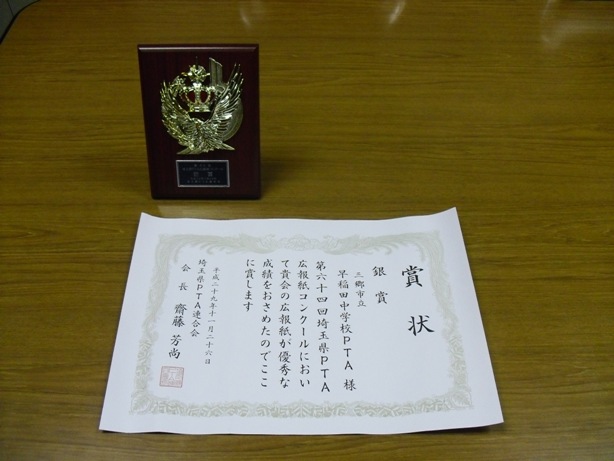 賞状
銀賞
三郷市立
早稲田中学校PTA 様
第六十四回埼玉県PTA
広報紙コンクールにおい
て貴会の広報紙が優秀な
成績をおさめたのでここ
に賞します
平成二十九年十一月二十六日
埼玉県PTA連合会
会長 齋藤芳尚